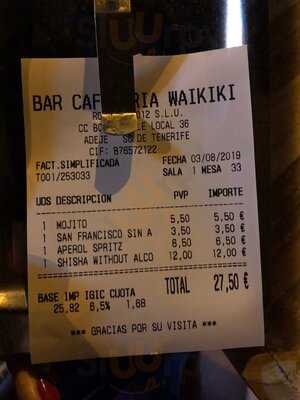 BAR CAFETERIA WAIKIKI
12 S.L.U.
CC LOCAL 36
ADEJE DE TENERIFE
CIF: B76572122
FACT.SIMPLIFICADA FECHA 03/08/2019
T001/253033 SALA 1 MESA 33
UDS DESCRIPCION PVP IMPORTE
1 MOJITO 5,50 5,50 €
1 SAN FRANCISCO SIN A 3,50 3,50 €
1 APEROL SPRITZ 6,50 6,50 €
1 SHISHA WITHOUT ALCO 12,00 12,00 €
BASE IMP IGIC CUOTA TOTAL 27,50 €
25,82 6,5% 1,68
*** GRACIAS POR SU VISITA ***